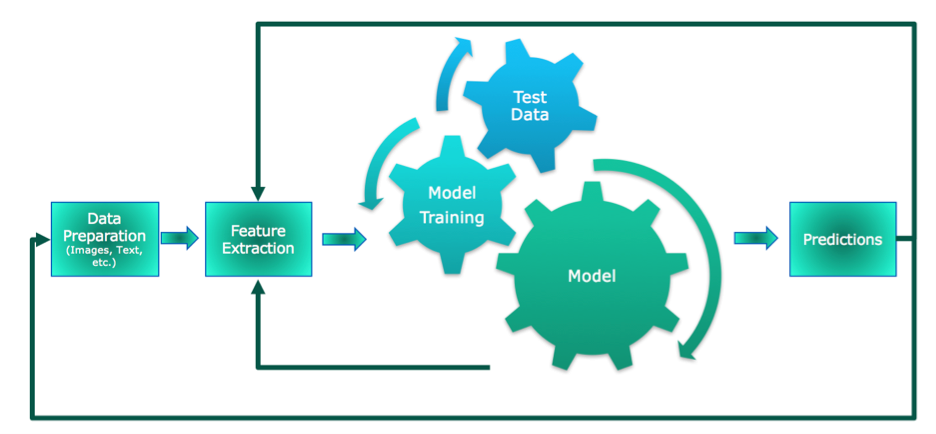 Data
Preparation
(Images, Text,
etc.)
Feature
Extraction
Test
Data
Model
Training
Model
Predictions